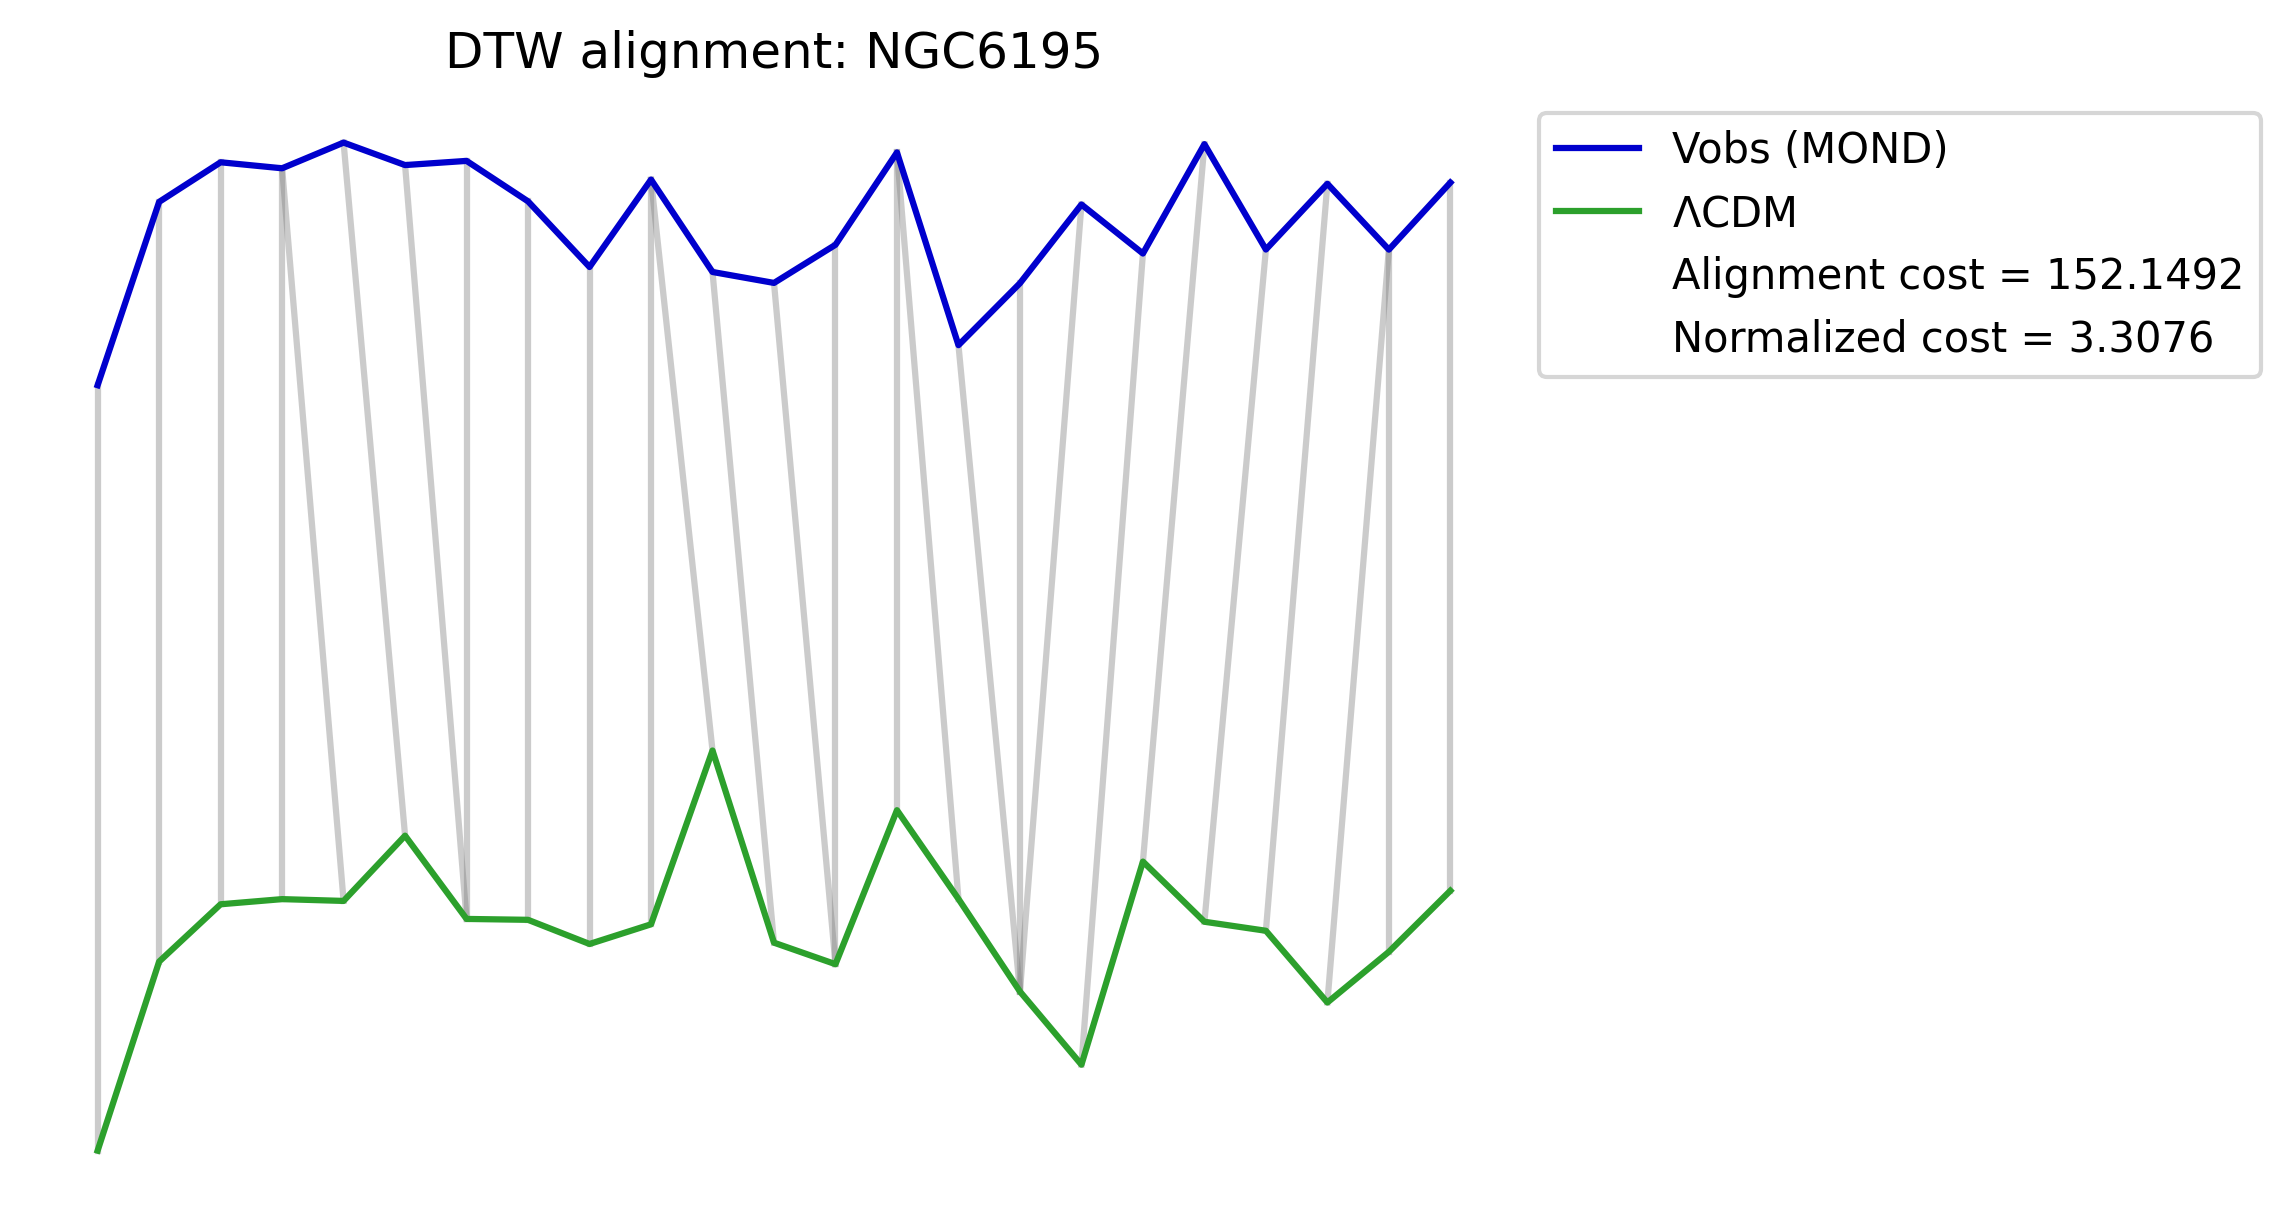 DTW alignment: NGC6195
Vobs (MOND)
ΛCDM
Alignment cost = 152.1492
Normalized cost = 3.3076